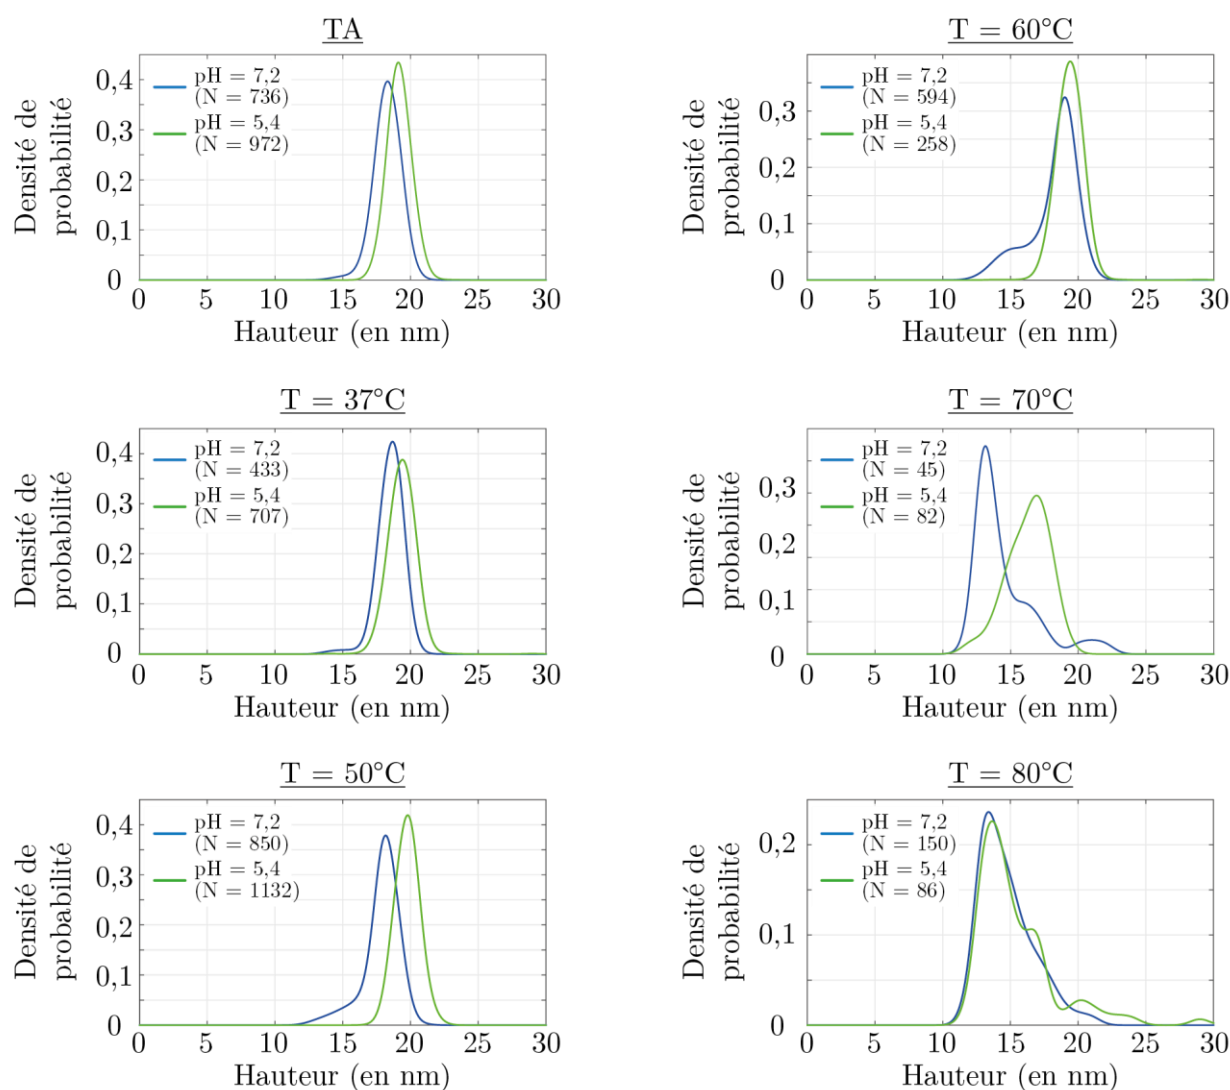 TA
Densité de
probabilité
0,4
0,3
0,2
0,1
0
pH = 7,2
(N = 736)
pH = 5,4
(N = 972)
0 5 10 15 20 25 30
Hauteur (en nm)
T = 60°C
Densité de
probabilité
0,3
0,2
0,1
0
pH = 7,2
(N = 594)
pH = 5,4
(N = 258)
0 5 10 15 20 25 30
Hauteur (en nm)
T = 37°C
Densité de
probabilité
0,4
0,3
0,2
0,1
0
pH = 7,2
(N = 433)
pH = 5,4
(N = 707)
0 5 10 15 20 25 30
Hauteur (en nm)
T = 70°C
Densité de
probabilité
0,3
0,2
0,1
0
pH = 7,2
(N = 45)
pH = 5,4
(N = 82)
0 5 10 15 20 25 30
Hauteur (en nm)
T = 50°C
Densité de
probabilité
0,4
0,3
0,2
0,1
0
pH = 7,2
(N = 850)
pH = 5,4
(N = 1132)
0 5 10 15 20 25 30
Hauteur (en nm)
T = 80°C
Densité de
probabilité
0,2
0,1
0
pH = 7,2
(N = 150)
pH = 5,4
(N = 86)
0 5 10 15 20 25 30
Hauteur (en nm)